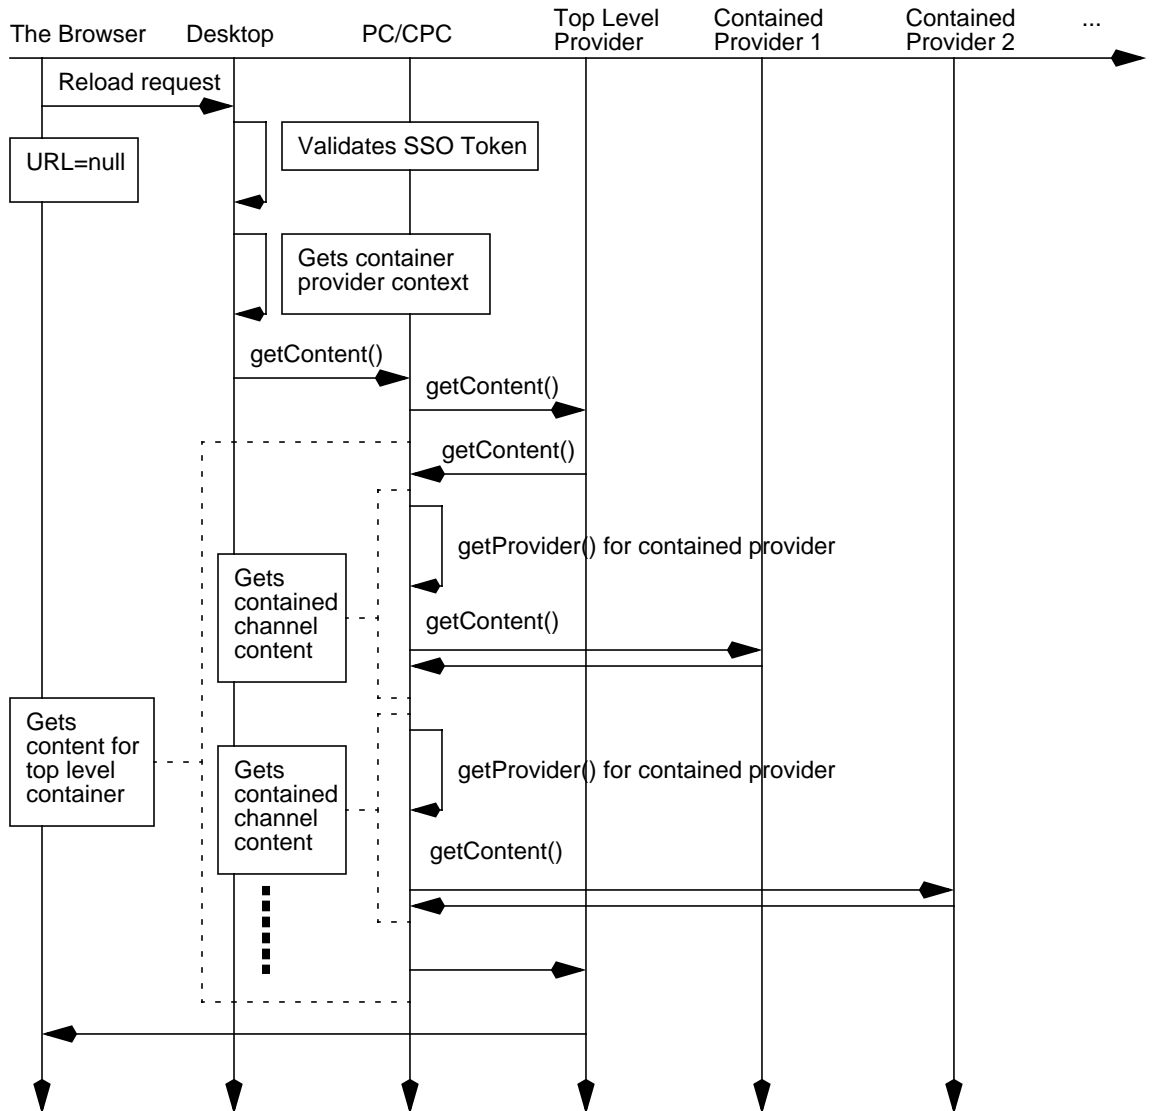 The Browser
Desktop
PC/CPC
Top Level
Provider
Contained
Provider 1
Contained
Provider 2
...
Reload request
URL=null
Validates SSO Token
Gets container
provider context
getContent()
getContent()
getContent()
getProvider() for contained provider
Gets
contained
channel
content
getContent()
Gets
content for
top level
container
Gets
contained
channel
content
getProvider() for contained provider
getContent()